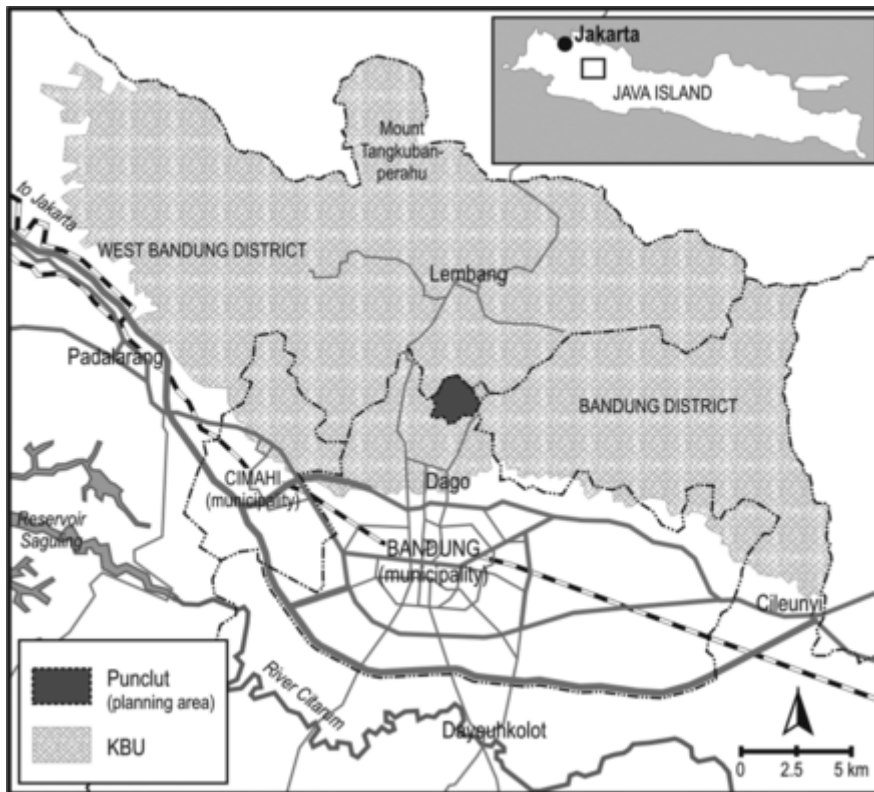 Jakarta
JAVA ISLAND
Mount
Tangkuban-
perahu
to Jakarta
WEST BANDUNG DISTRICT
Lembang
Padalarang
BANDUNG DISTRICT
CIMAHI
(municipality)
Dago
Reservoir
Saguling
BANDUNG
(municipality)
Cileunyi
Punclut
(planning area)
KBU
River Citarum
Dayeuhkolot
0 2.5 5 km